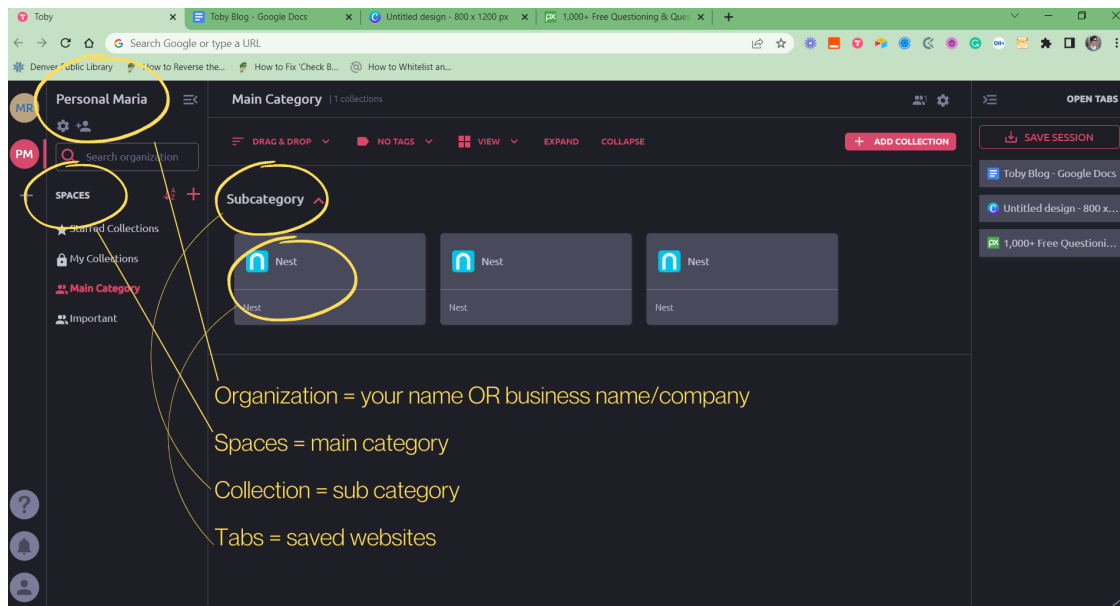 Toby
Toby Blog - Google Docs
Untitled design - 800 x 1200 px
1,000+ Free Questioning & Ques
Search Google or type a URL
Denver Public Library
How to Reverse the...
How to Fix 'Check B...
How to Whitelist an...
MR
Personal Maria
Main Category | 1 collections
OPEN TABS
PM
Search organization
DRAG & DROP
NO TAGS
VIEW
EXPAND
COLLAPSE
+ ADD COLLECTION
SAVE SESSION
SPACES
Starred Collections
My Collections
Main Category
Important
Subcategory
Nest
Nest
Nest
Nest
Nest
Nest
Toby Blog - Google Docs
Untitled design - 800 x...
1,000+ Free Questioni...
Organization = your name OR business name/company
Spaces = main category
Collection = sub category
Tabs = saved websites